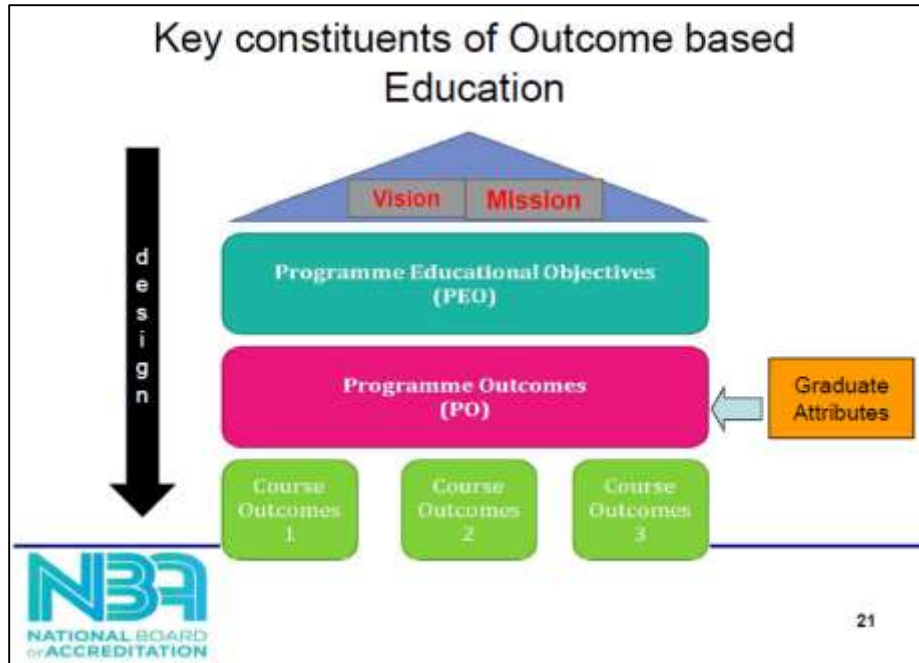 Key constituents of Outcome based
Education
Vision
Mission
design
Programme Educational Objectives
(PEO)
Programme Outcomes
(PO)
Graduate
Attributes
Course
Outcomes
1
Course
Outcomes
2
Course
Outcomes
3
NBA
NATIONAL BOARD
OF ACCREDITATION
21